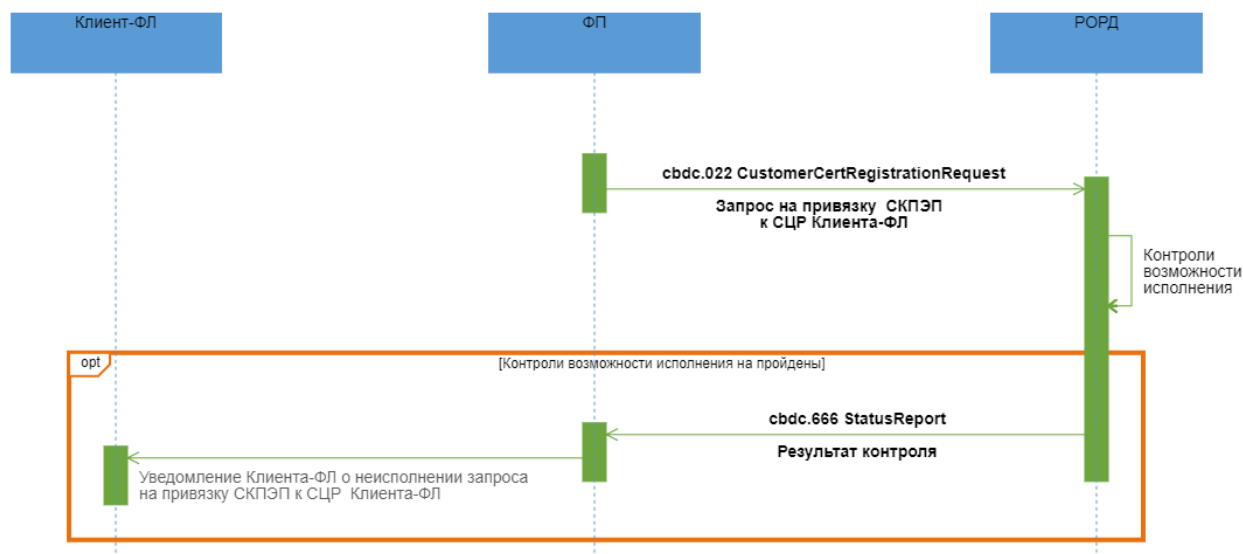 Клиент-ФЛ
ФП
РОРД
cbdc.022 CustomerCertRegistrationRequest
Запрос на привязку СКПЭП
к СЦР Клиента-ФЛ
Контроли
возможности
исполнения
opt
[Контроли возможности исполнения на пройдены]
cbdc.666 StatusReport
Результат контроля
Уведомление Клиента-ФЛ о неисполнении запроса
на привязку СКПЭП к СЦР Клиента-ФЛ